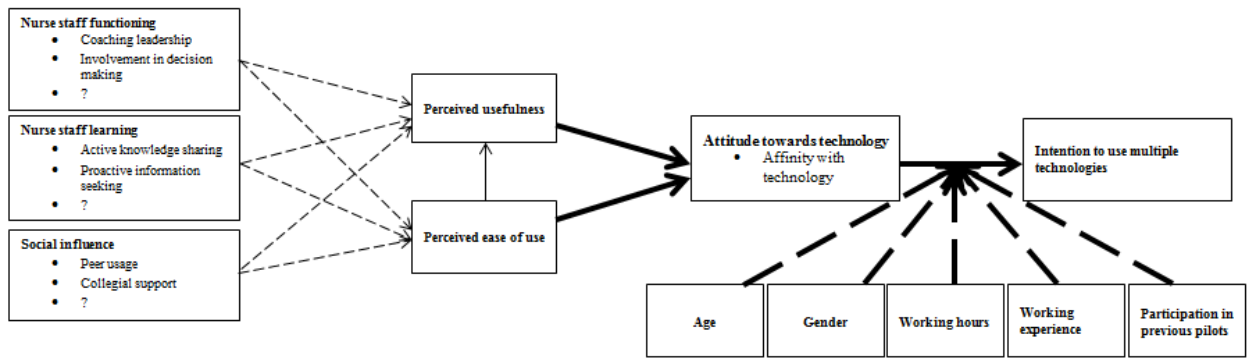 Nurse staff functioning
• Coaching leadership
• Involvement in decision
making
• ?
Nurse staff learning
• Active knowledge sharing
• Proactive information
seeking
• ?
Social influence
• Peer usage
• Collegial support
• ?
Perceived usefulness
Perceived ease of use
Attitude towards technology
• Affinity with
technology
Intention to use multiple
technologies
Age
Gender
Working hours
Working
experience
Participation in
previous pilots